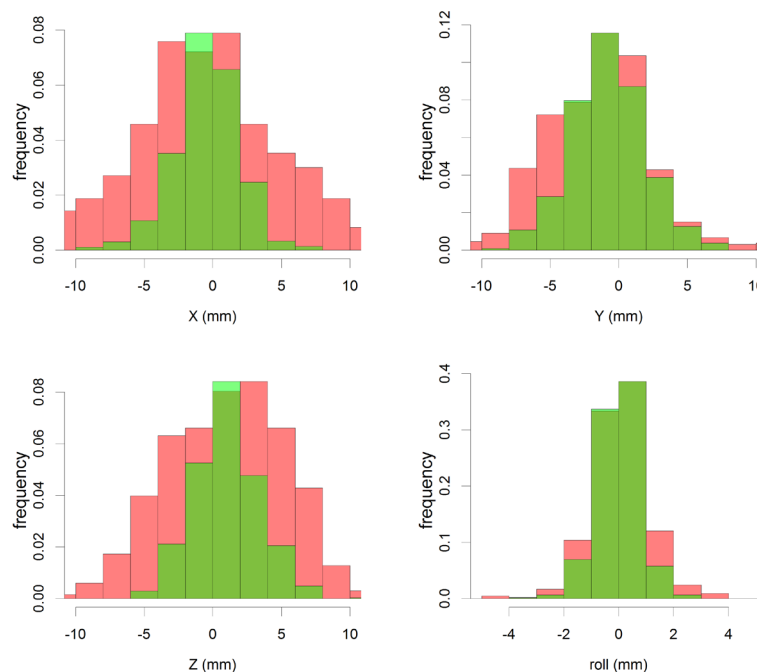 frequency
0.00 0.02 0.04 0.06 0.08
-10 -5 0 5 10
X (mm)
frequency
0.00 0.04 0.08 0.12
-10 -5 0 5 10
Y (mm)
frequency
0.00 0.02 0.04 0.06 0.08
-10 -5 0 5 10
Z (mm)
frequency
0.0 0.1 0.2 0.3 0.4
-4 -2 0 2 4
roll (mm)